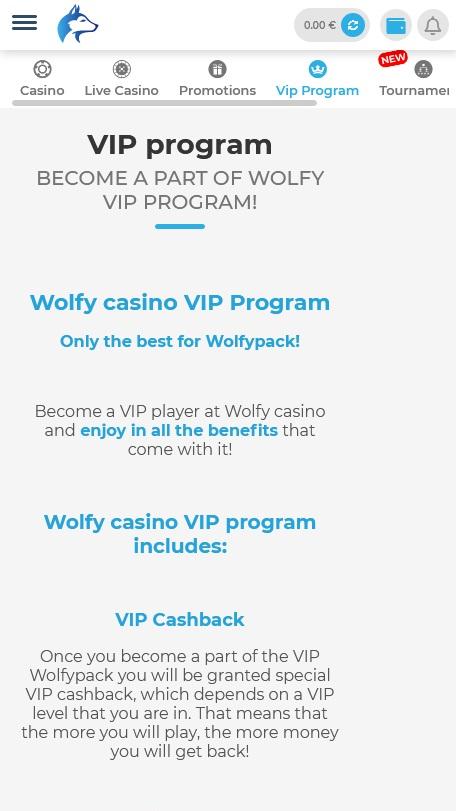 0.00 €
NEW
Casino
Live Casino
Promotions
Vip Program
Tournamer
VIP program
BECOME A PART OF WOLFY
VIP PROGRAM!
Wolfy casino VIP Program
Only the best for Wolfypack!
Become a VIP player at Wolfy casino
and enjoy in all the benefits that
come with it!
Wolfy casino VIP program
includes:
VIP Cashback
Once you become a part of the VIP
Wolfypack you will be granted special
VIP cashback, which depends on a VIP
level that you are in. That means that
the more you will play, the more money
you will get back!